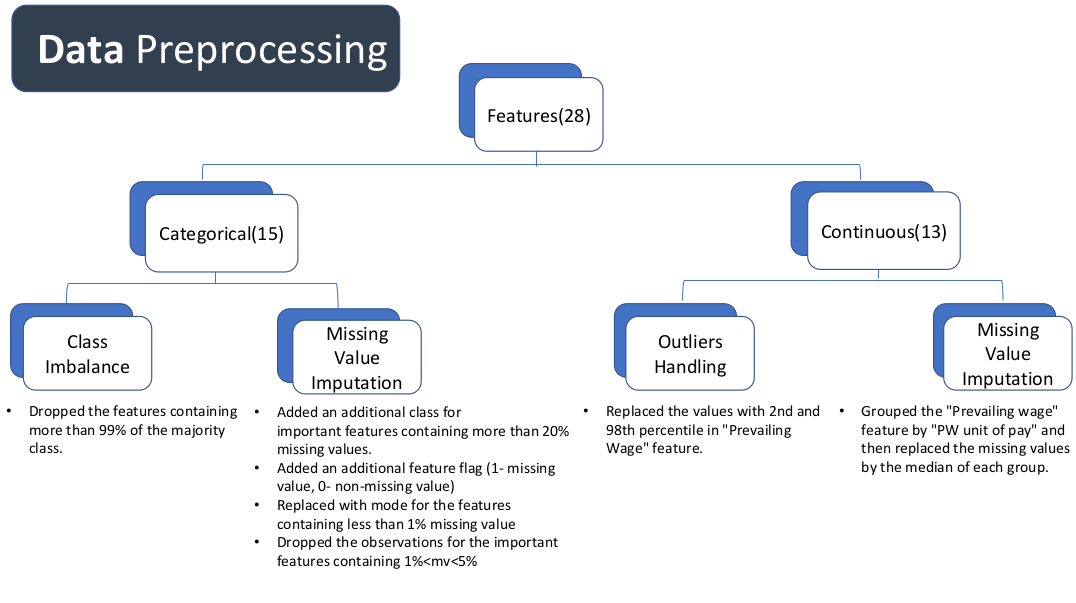 Data Preprocessing
Features(28)
Categorical(15)
Continuous(13)
Class
Imbalance
Missing
Value
Imputation
Outliers
Handling
Missing
Value
Imputation
• Dropped the features containing
more than 99% of the majority
class.
• Added an additional class for
important features containing more than 20%
missing values.
• Added an additional feature flag (1- missing
value, 0- non-missing value)
• Replaced with mode for the features
containing less than 1% missing value
• Dropped the observations for the important
features containing 1%<mv<5%
• Replaced the values with 2nd and
98th percentile in "Prevailing
Wage" feature.
• Grouped the "Prevailing wage"
feature by "PW unit of pay" and
then replaced the missing values
by the median of each group.